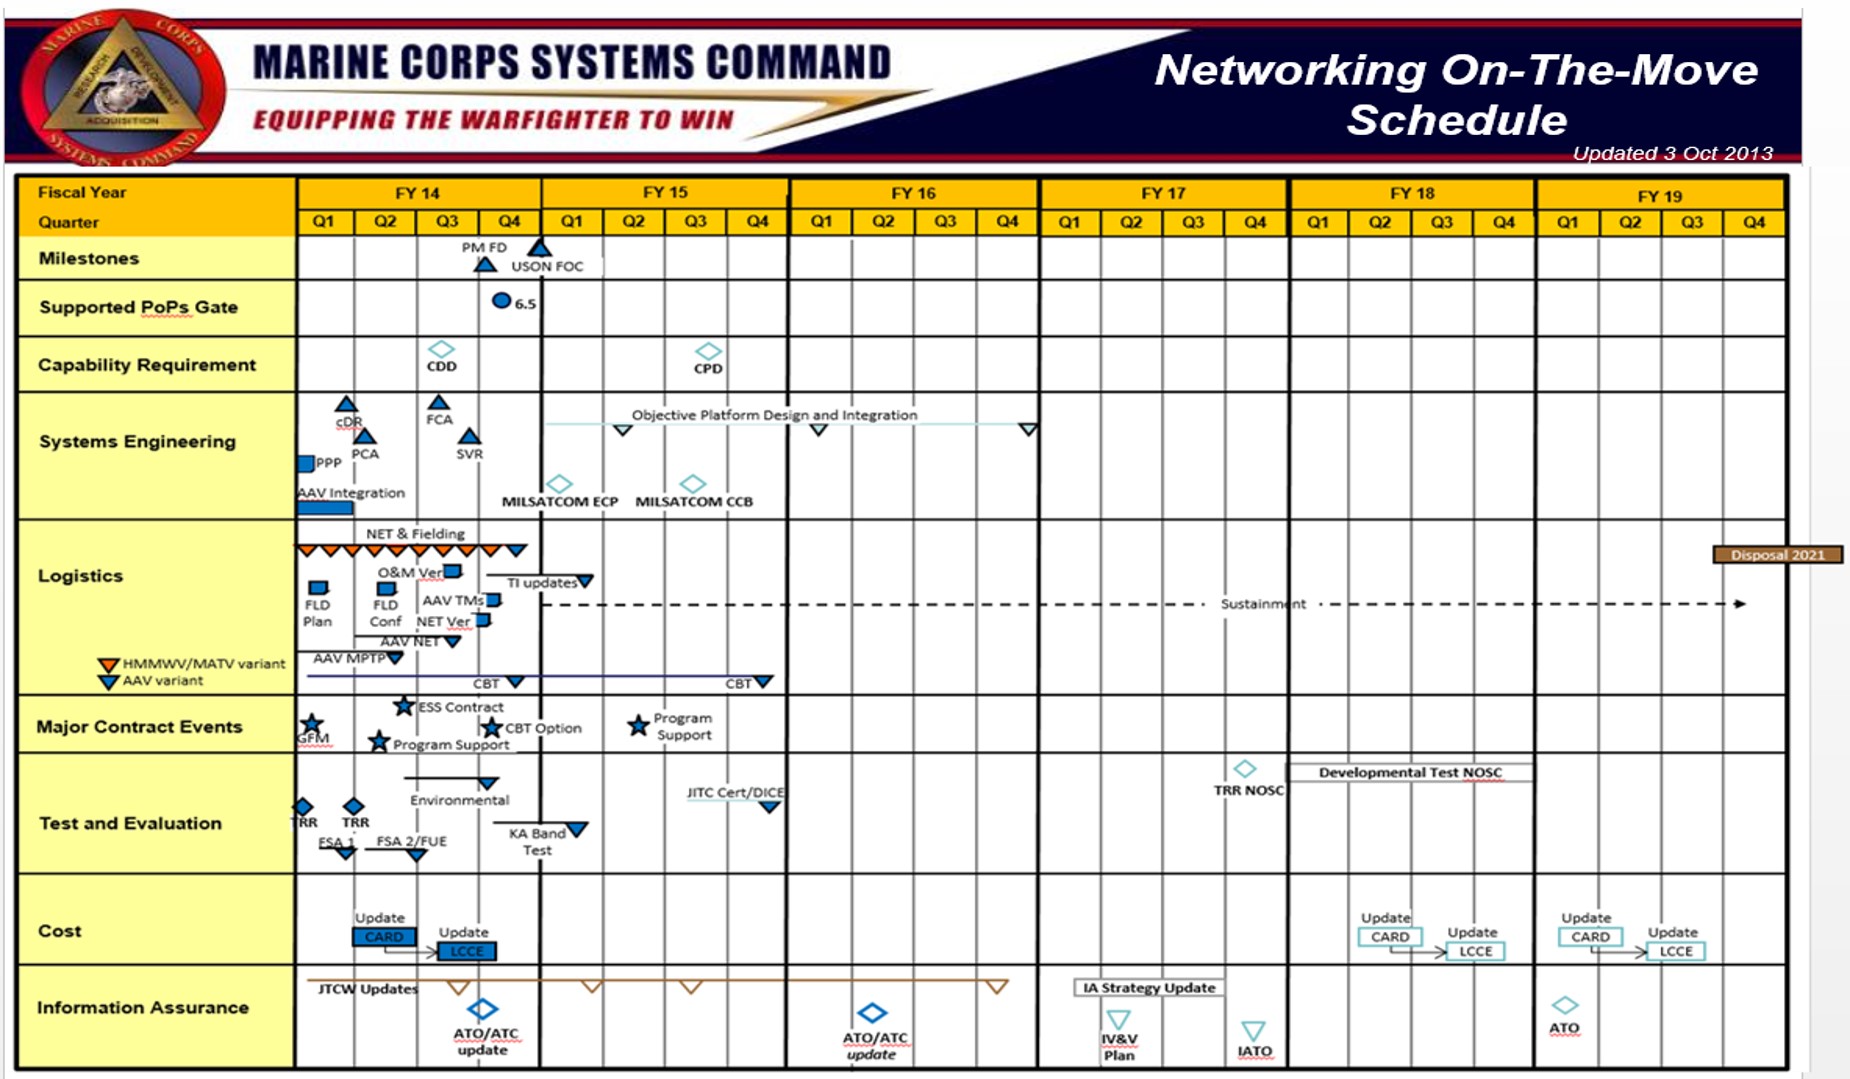 MARINE CORPS
RESEARCH
DEVELOPMENT
ACQUISITION
SYSTEMS COMMAND
MARINE CORPS SYSTEMS COMMAND
EQUIPPING THE WARFIGHTER TO WIN
Networking On-The-Move
Schedule
Updated 3 Oct 2013
Fiscal Year FY 14 FY 15 FY 16 FY 17 FY 18 FY 19
Quarter Q1 Q2 Q3 Q4 Q1 Q2 Q3 Q4 Q1 Q2 Q3 Q4 Q1 Q2 Q3 Q4 Q1 Q2 Q3 Q4 Q1 Q2 Q3 Q4
Milestones
PM FD
USON FOC
Supported PoPs Gate
6.5
Capability Requirement
CDD
CPD
Systems Engineering
cDR
FCA
PCA
SVR
PPP
AAV Integration
Objective Platform Design and Integration
MILSATCOM ECP
MILSATCOM CCB
Logistics
NET & Fielding
O&M Ver
TI updates
FLD
Plan
FLD
Conf
AAV TMs
NET Ver
AAV NET
AAV MPTP
CBT
CBT
Sustainment
Disposal 2021
HMMWV/MATV variant
AAV variant
Major Contract Events
GFM
ESS Contract
Program Support
CBT Option
Program
Support
Test and Evaluation
Environmental
TRR
TRR
FSA 1
FSA 2/FUE
KA Band
Test
JITC Cert/DICE
TRR NOSC
Developmental Test NOSC
Cost
Update
CARD
Update
LCCE
Update
CARD
Update
LCCE
Update
CARD
Update
LCCE
Information Assurance
JTCW Updates
ATO/ATC
update
ATO/ATC
update
IA Strategy Update
IV&V
Plan
IATO
ATO